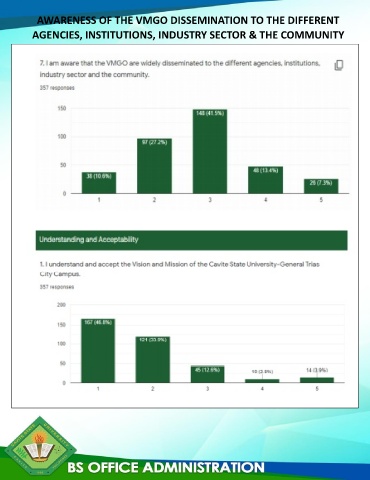 AWARENESS OF THE VMGO DISSEMINATION TO THE DIFFERENT
AGENCIES, INSTITUTIONS, INDUSTRY SECTOR & THE COMMUNITY
7. I am aware that the VMGO are widely disseminated to the different agencies, institutions,
industry sector and the community.
357 responses
150
100
50
0
38 (10.6%)
97 (27.2%)
148 (41.5%)
48 (13.4%)
26 (7.3%)
1 2 3 4 5
Understanding and Acceptability
1. I understand and accept the Vision and Mission of the Cavite State University-General Trias
City Campus.
357 responses
200
150
100
50
0
167 (46.8%)
121 (33.9%)
45 (12.6%)
10 (2.8%)
14 (3.9%)
1 2 3 4 5
BS OFFICE ADMINISTRATION